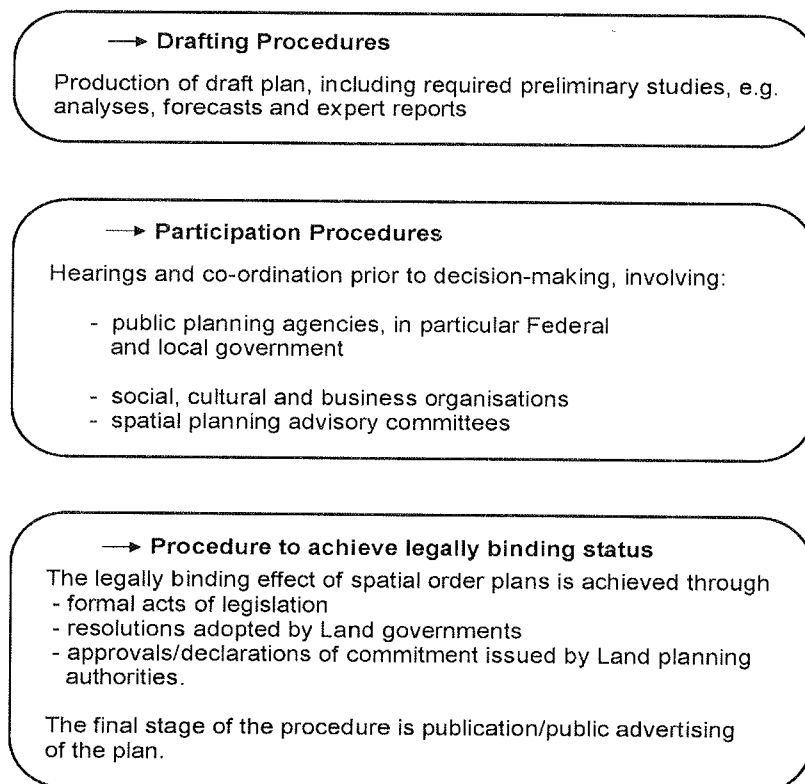 → Drafting Procedures
Production of draft plan, including required preliminary studies, e.g.
analyses, forecasts and expert reports
→ Participation Procedures
Hearings and co-ordination prior to decision-making, involving:
- public planning agencies, in particular Federal
and local government
- social, cultural and business organisations
- spatial planning advisory committees
→ Procedure to achieve legally binding status
The legally binding effect of spatial order plans is achieved through
- formal acts of legislation
- resolutions adopted by Land governments
- approvals/declarations of commitment issued by Land planning
authorities.
The final stage of the procedure is publication/public advertising
of the plan.